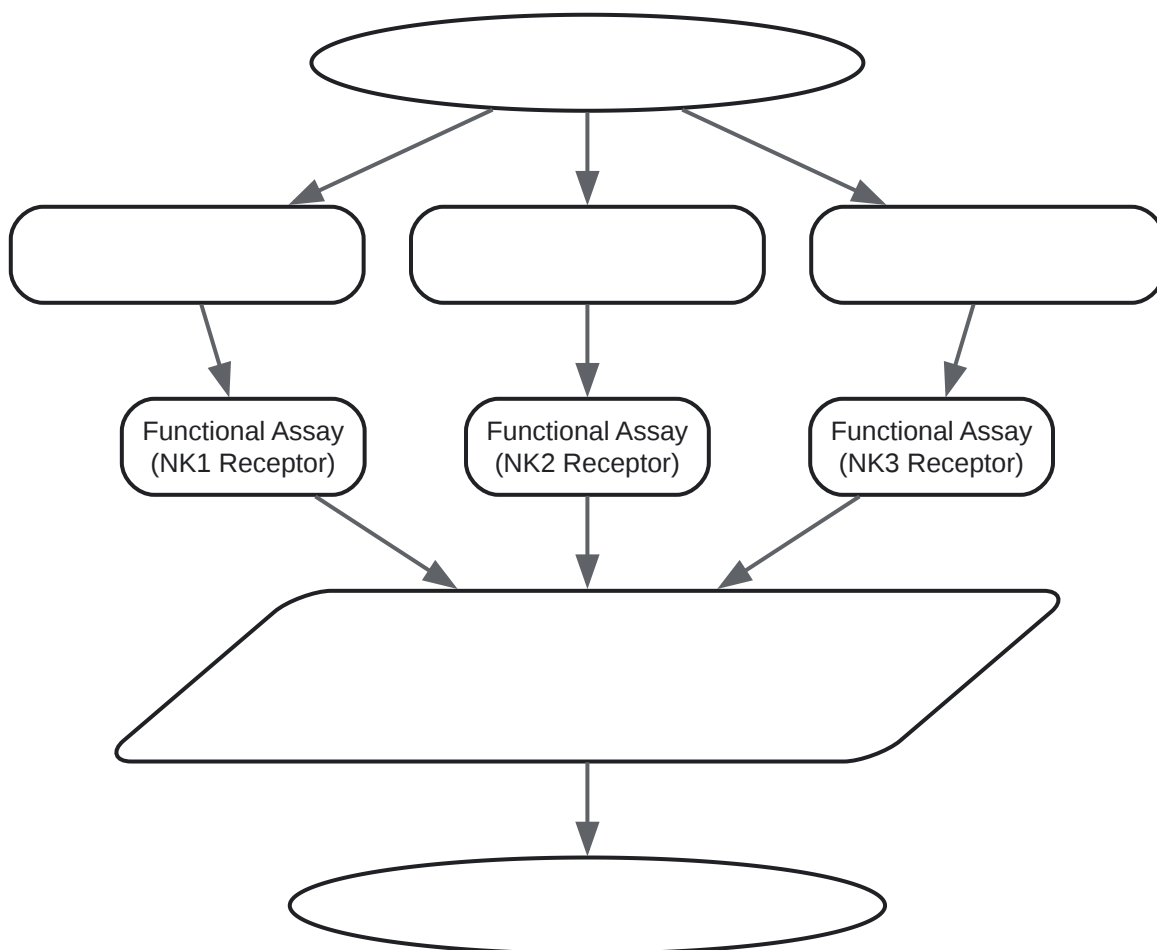 Functional Assay
(NK1 Receptor)
Functional Assay
(NK2 Receptor)
Functional Assay
(NK3 Receptor)